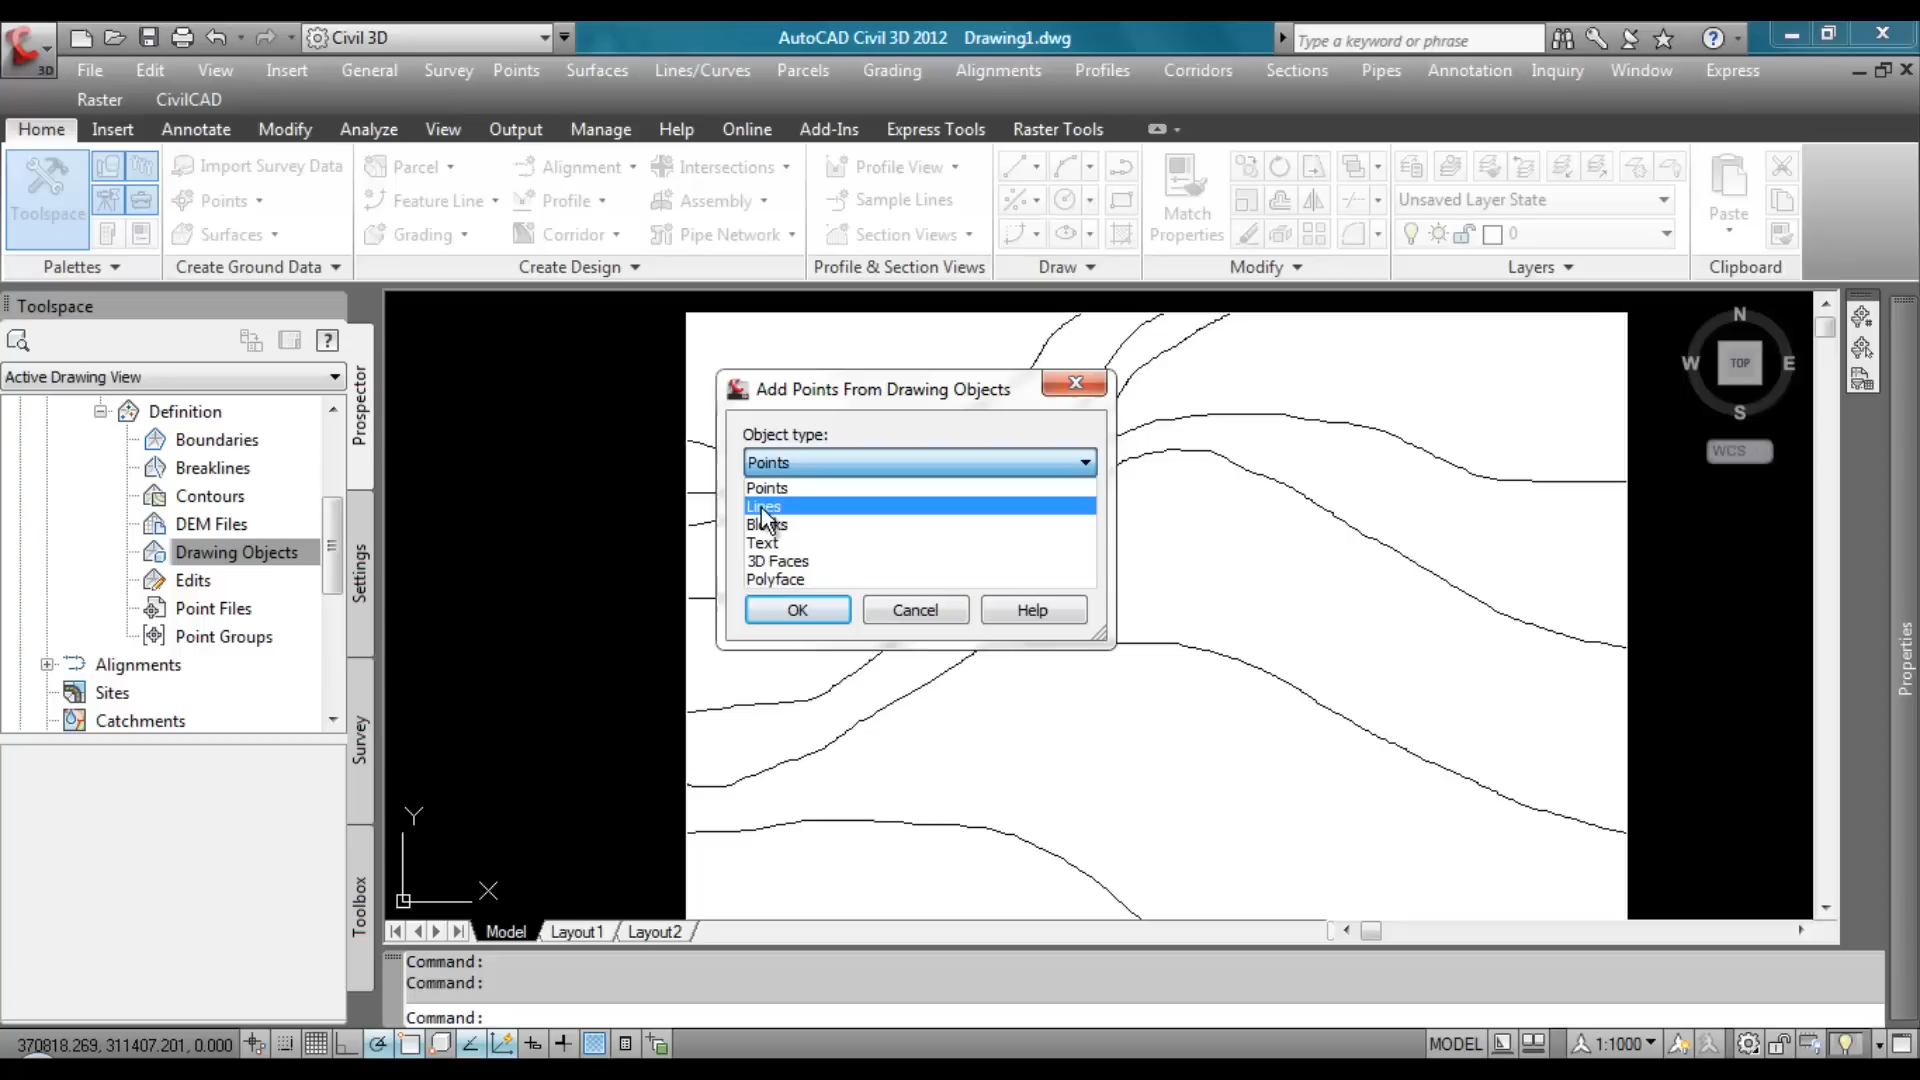 Civil 3D
AutoCAD Civil 3D 2012 Drawing1.dwg
Type a keyword or phrase
3D
File Edit View Insert General Survey Points Surfaces Lines/Curves Parcels Grading Alignments Profiles Corridors Sections Pipes Annotation Inquiry Window Express
Raster CivilCAD
Home Insert Annotate Modify Analyze View Output Manage Help Online Add-Ins Express Tools Raster Tools
Import Survey Data Parcel Alignment Intersections Profile View
Points Feature Line Profile Assembly Sample Lines Unsaved Layer State
Toolspace Match Properties Paste
Surfaces Grading Corridor Pipe Network Section Views 0
Palettes Create Ground Data Create Design Profile & Section Views Draw Modify Layers Clipboard
Toolspace
Active Drawing View
Definition
Boundaries
Breaklines
Contours
DEM Files
Drawing Objects
Edits
Point Files
Point Groups
Alignments
Sites
Catchments
Prospector
Settings
Survey
Toolbox
Add Points From Drawing Objects
Object type:
Points
Points
Lines
Blocks
Text
3D Faces
Polyface
OK Cancel Help
N
W TOP E
S
WCS
Properties
Y
X
Model Layout1 Layout2
Command:
Command:
Command:
370818.269, 311407.201, 0.000 MODEL 1:1000